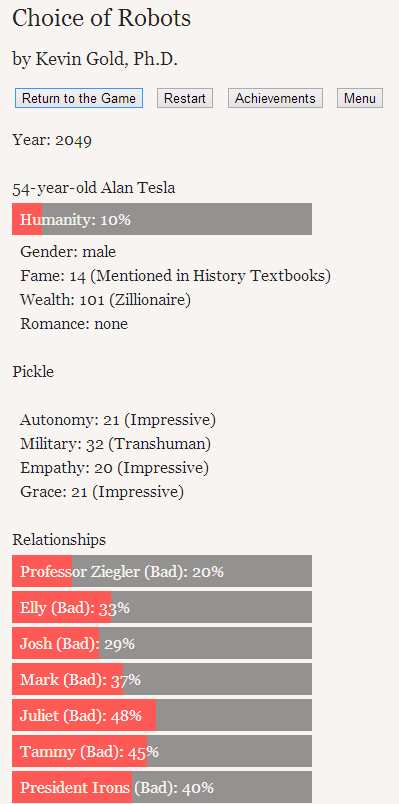 Choice of Robots
by Kevin Gold, Ph.D.
Return to the Game Restart Achievements Menu
Year: 2049
54-year-old Alan Tesla
Humanity: 10%
Gender: male
Fame: 14 (Mentioned in History Textbooks)
Wealth: 101 (Zillionaire)
Romance: none
Pickle
Autonomy: 21 (Impressive)
Military: 32 (Transhuman)
Empathy: 20 (Impressive)
Grace: 21 (Impressive)
Relationships
Professor Ziegler (Bad): 20%
Elly (Bad): 33%
Josh (Bad): 29%
Mark (Bad): 37%
Juliet (Bad): 48%
Tammy (Bad): 45%
President Irons (Bad): 40%